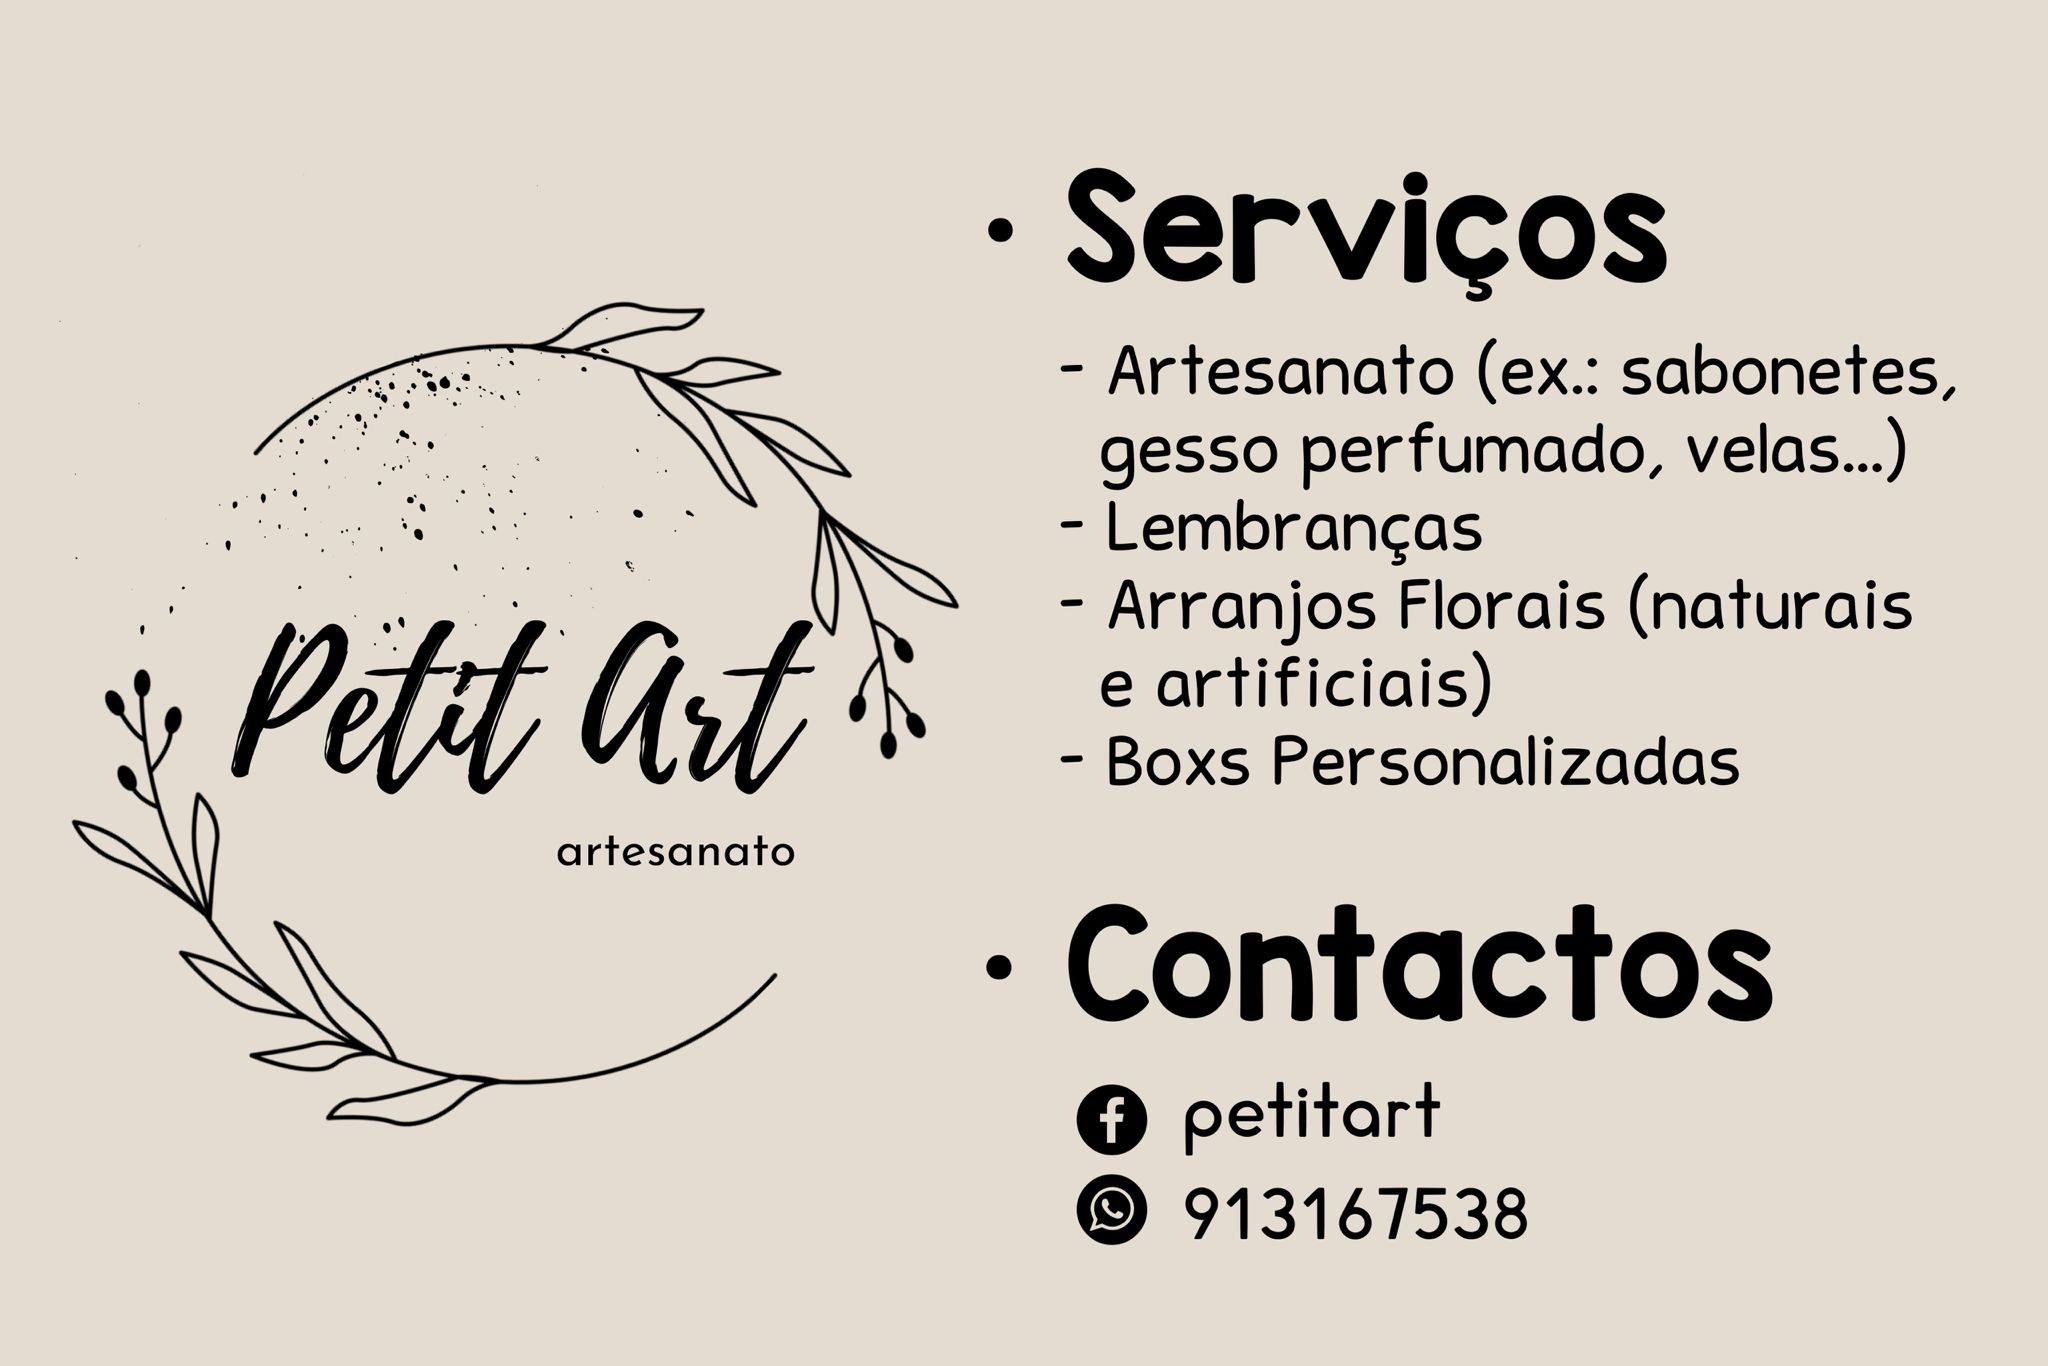 Petit Art
artesanato
• Serviços
- Artesanato (ex.: sabonetes,
gesso perfumado, velas...)
- Lembranças
- Arranjos Florais (naturais
e artificiais)
- Boxs Personalizadas
• Contactos
petitart
913167538